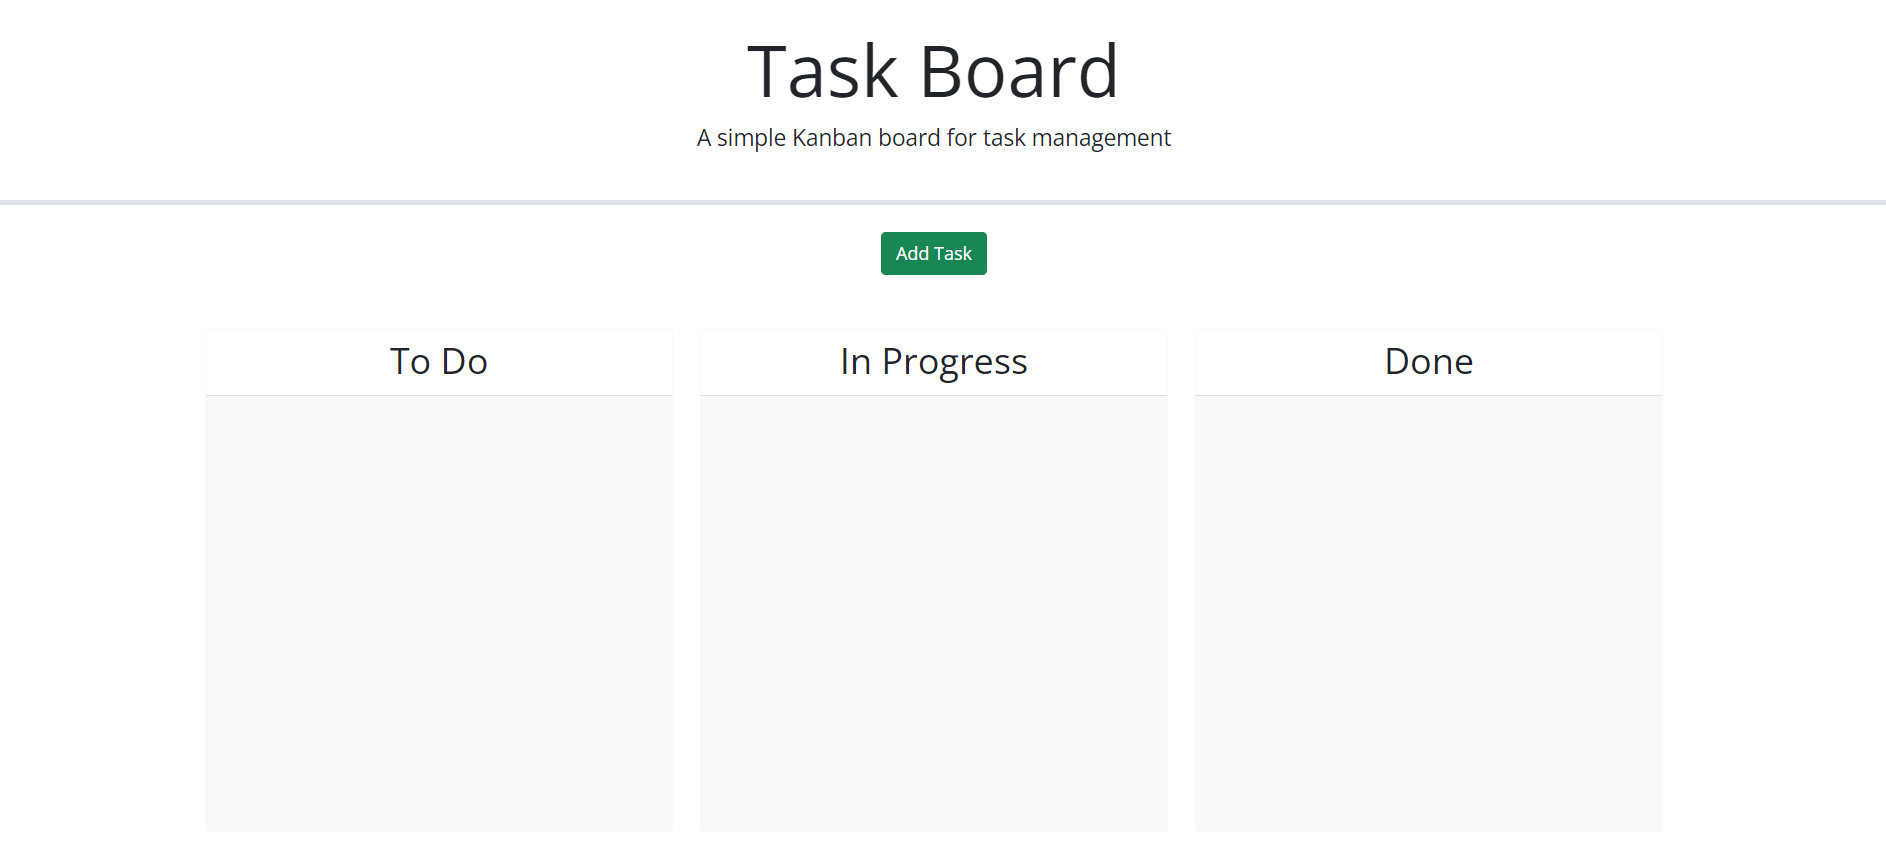 Task Board
A simple Kanban board for task management
Add Task
To Do
In Progress
Done